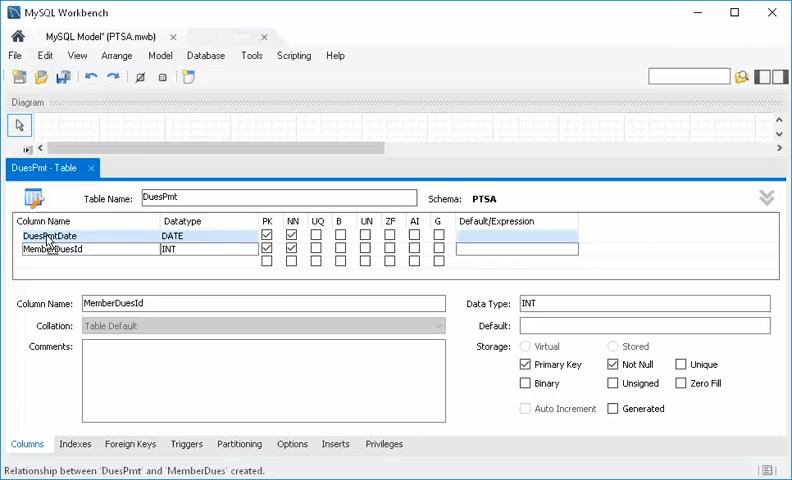 MySQL Workbench
MySQL Model* (PTSA.mwb)
File Edit View Arrange Model Database Tools Scripting Help
Diagram
DuesPmt - Table
Table Name: DuesPmt Schema: PTSA
Column Name Datatype PK NN UQ B UN ZF AI G Default/Expression
DuesPmtDate DATE
MemberDuesId INT
Column Name: MemberDuesId Data Type: INT
Collation: Table Default Default:
Comments: Storage: Virtual Stored
Primary Key Not Null Unique
Binary Unsigned Zero Fill
Auto Increment Generated
Columns Indexes Foreign Keys Triggers Partitioning Options Inserts Privileges
Relationship between 'DuesPmt' and 'MemberDues' created.